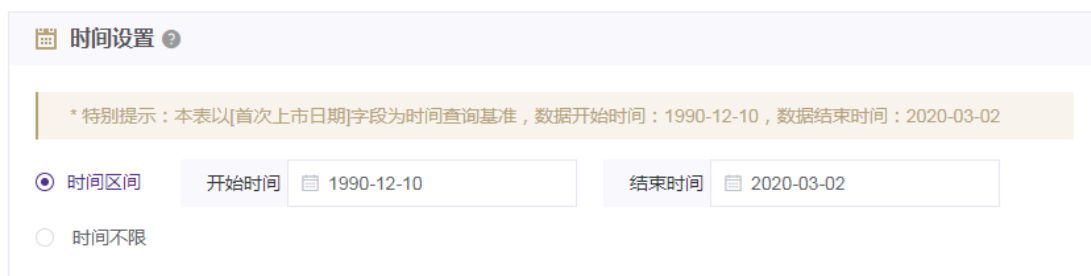 时间设置 ?
* 特别提示：本表以[首次上市日期]字段为时间查询基准，数据开始时间：1990-12-10，数据结束时间：2020-03-02
时间区间 开始时间 1990-12-10 结束时间 2020-03-02
时间不限